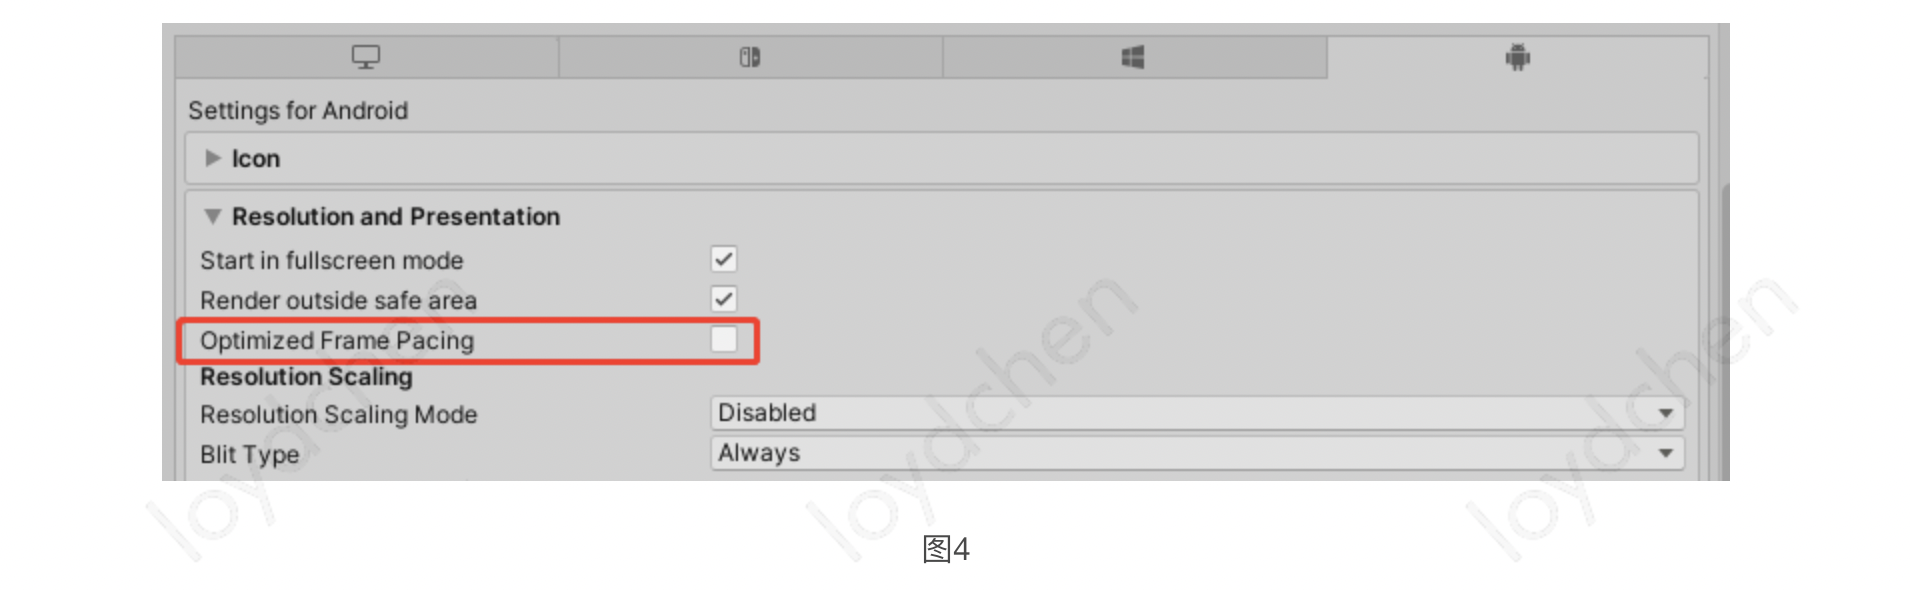 Settings for Android
Icon
Resolution and Presentation
Start in fullscreen mode
Render outside safe area
Optimized Frame Pacing
Resolution Scaling
Resolution Scaling Mode Disabled
Blit Type Always
loydchen loydchen loydchen
图4